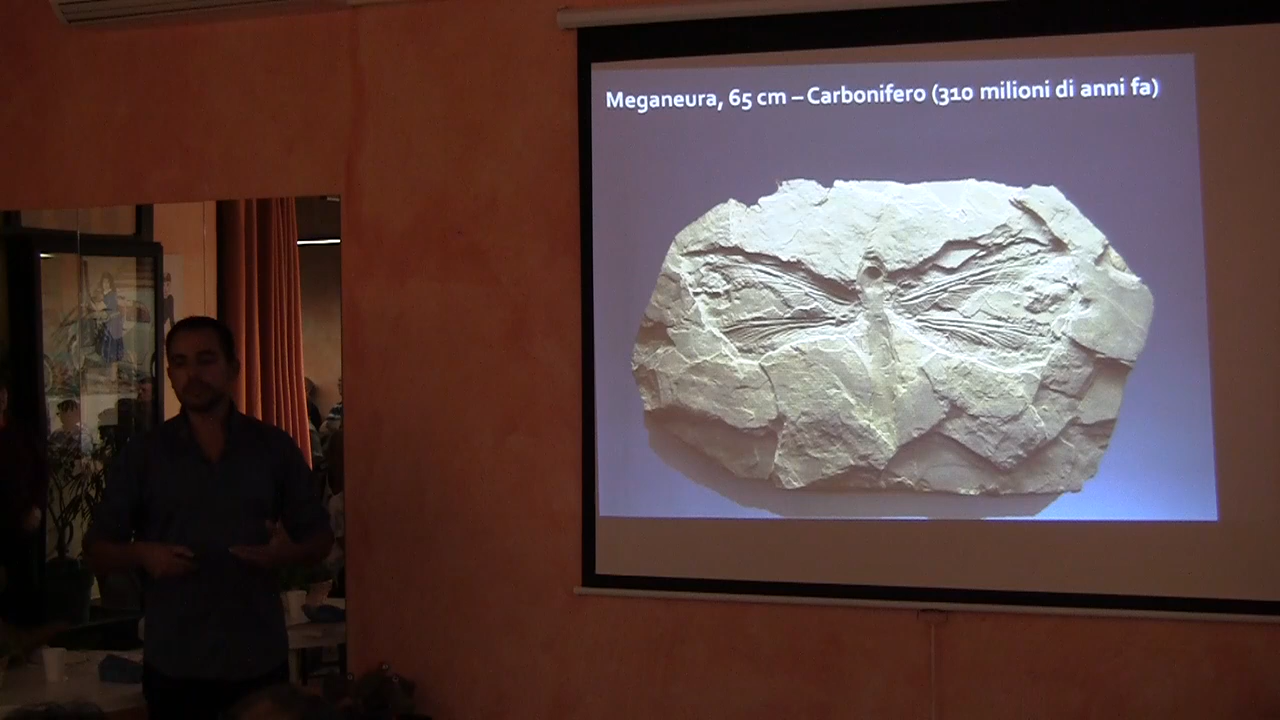 Meganeura, 65 cm – Carbonifero (310 milioni di anni fa)